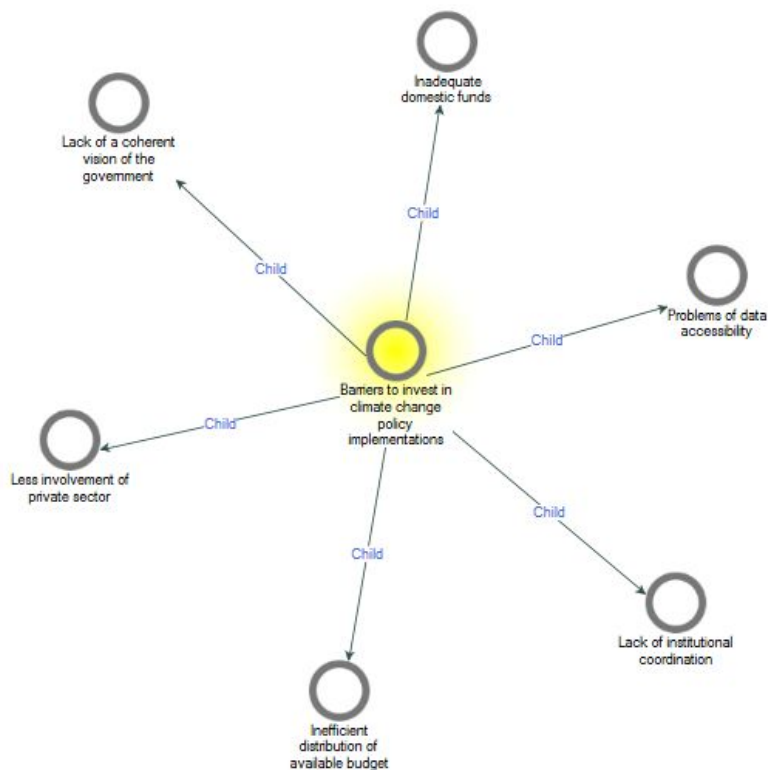 Inadequate
domestic funds
Lack of a coherent
vision of the
government
Child
Child
Problems of data
accessibility
Child
Barriers to invest in
climate change
policy
implementations
Child
Less involvement of
private sector
Child
Child
Lack of institutional
coordination
Inefficient
distribution of
available budget